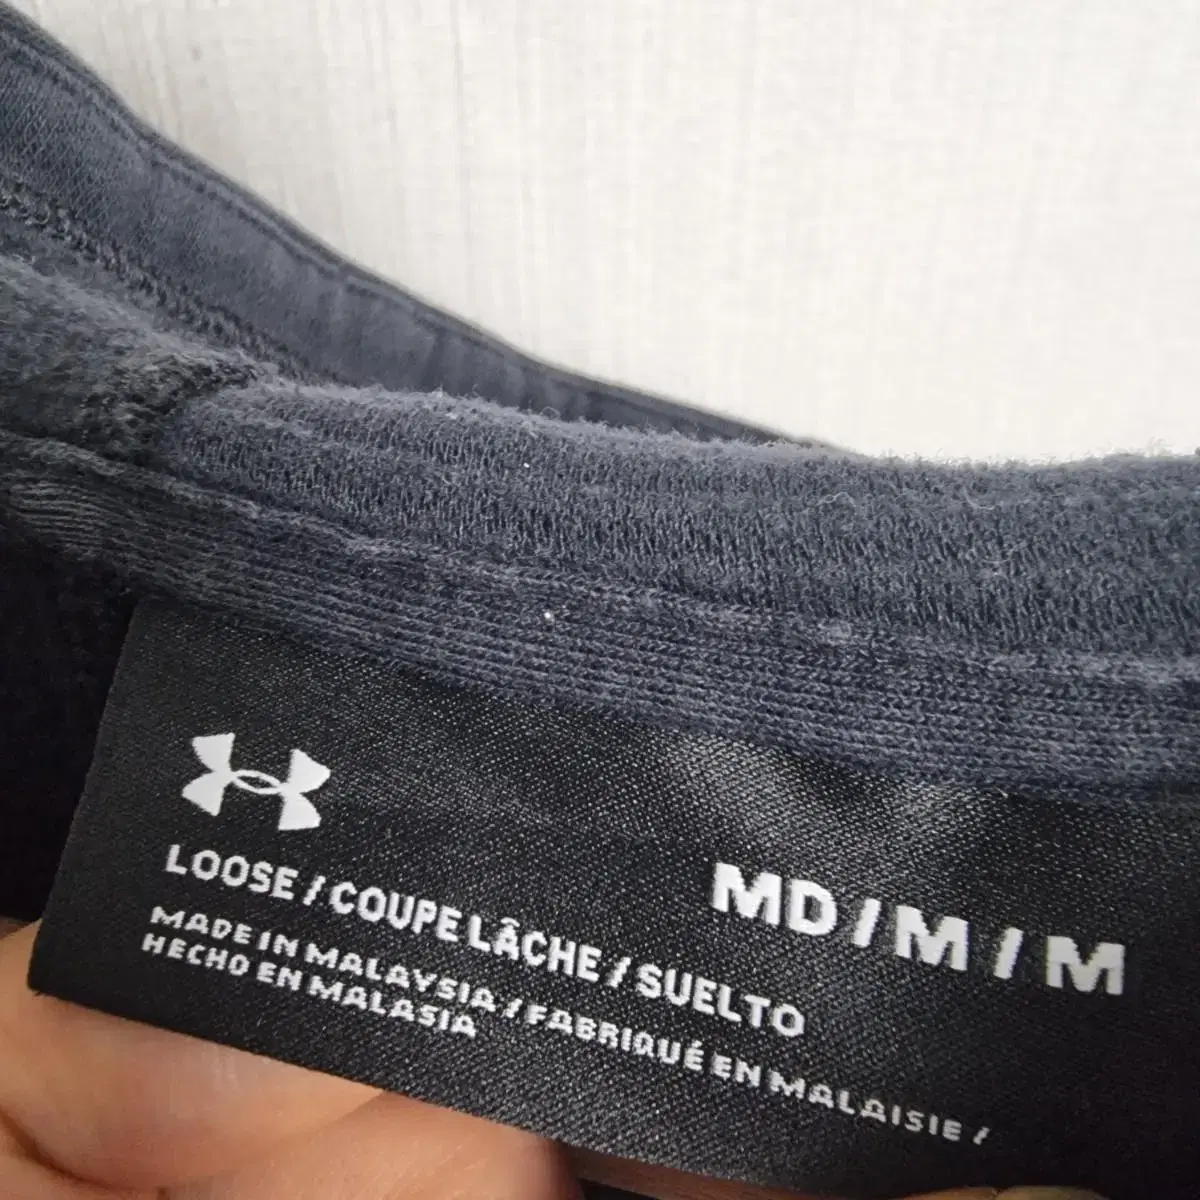 LOOSE / COUPE LÂCHE / SUELTO
MD / M / M
MADE IN MALAYSIA / FABRIQUÉ EN MALAISIE /
HECHO EN MALASIA